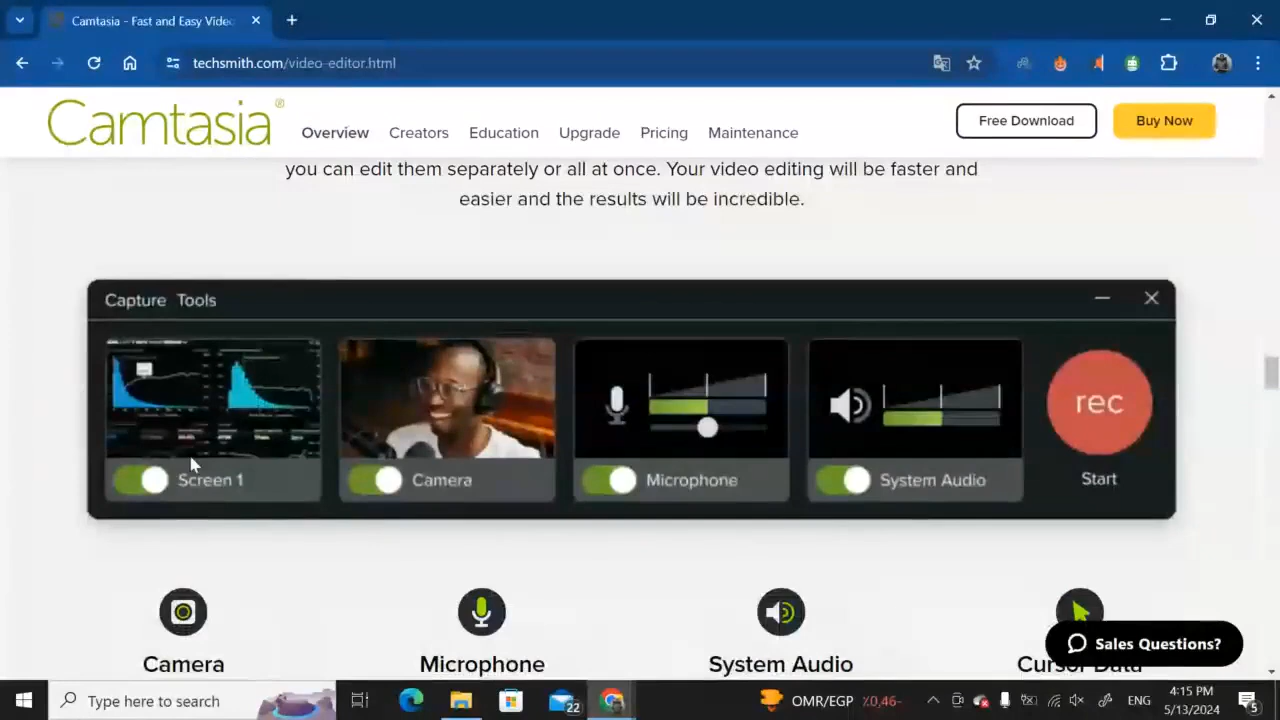 Camtasia - Fast and Easy Vide
techsmith.com/video-editor.html
Camtasia®
Overview
Creators
Education
Upgrade
Pricing
Maintenance
Free Download
Buy Now
you can edit them separately or all at once. Your video editing will be faster and
easier and the results will be incredible.
Capture Tools
Screen 1
Camera
Microphone
System Audio
rec
Start
Camera
Microphone
System Audio
Cursor Data
Sales Questions?
Type here to search
22
OMR/EGP
٪0,46-
ENG
4:15 PM
5/13/2024
5